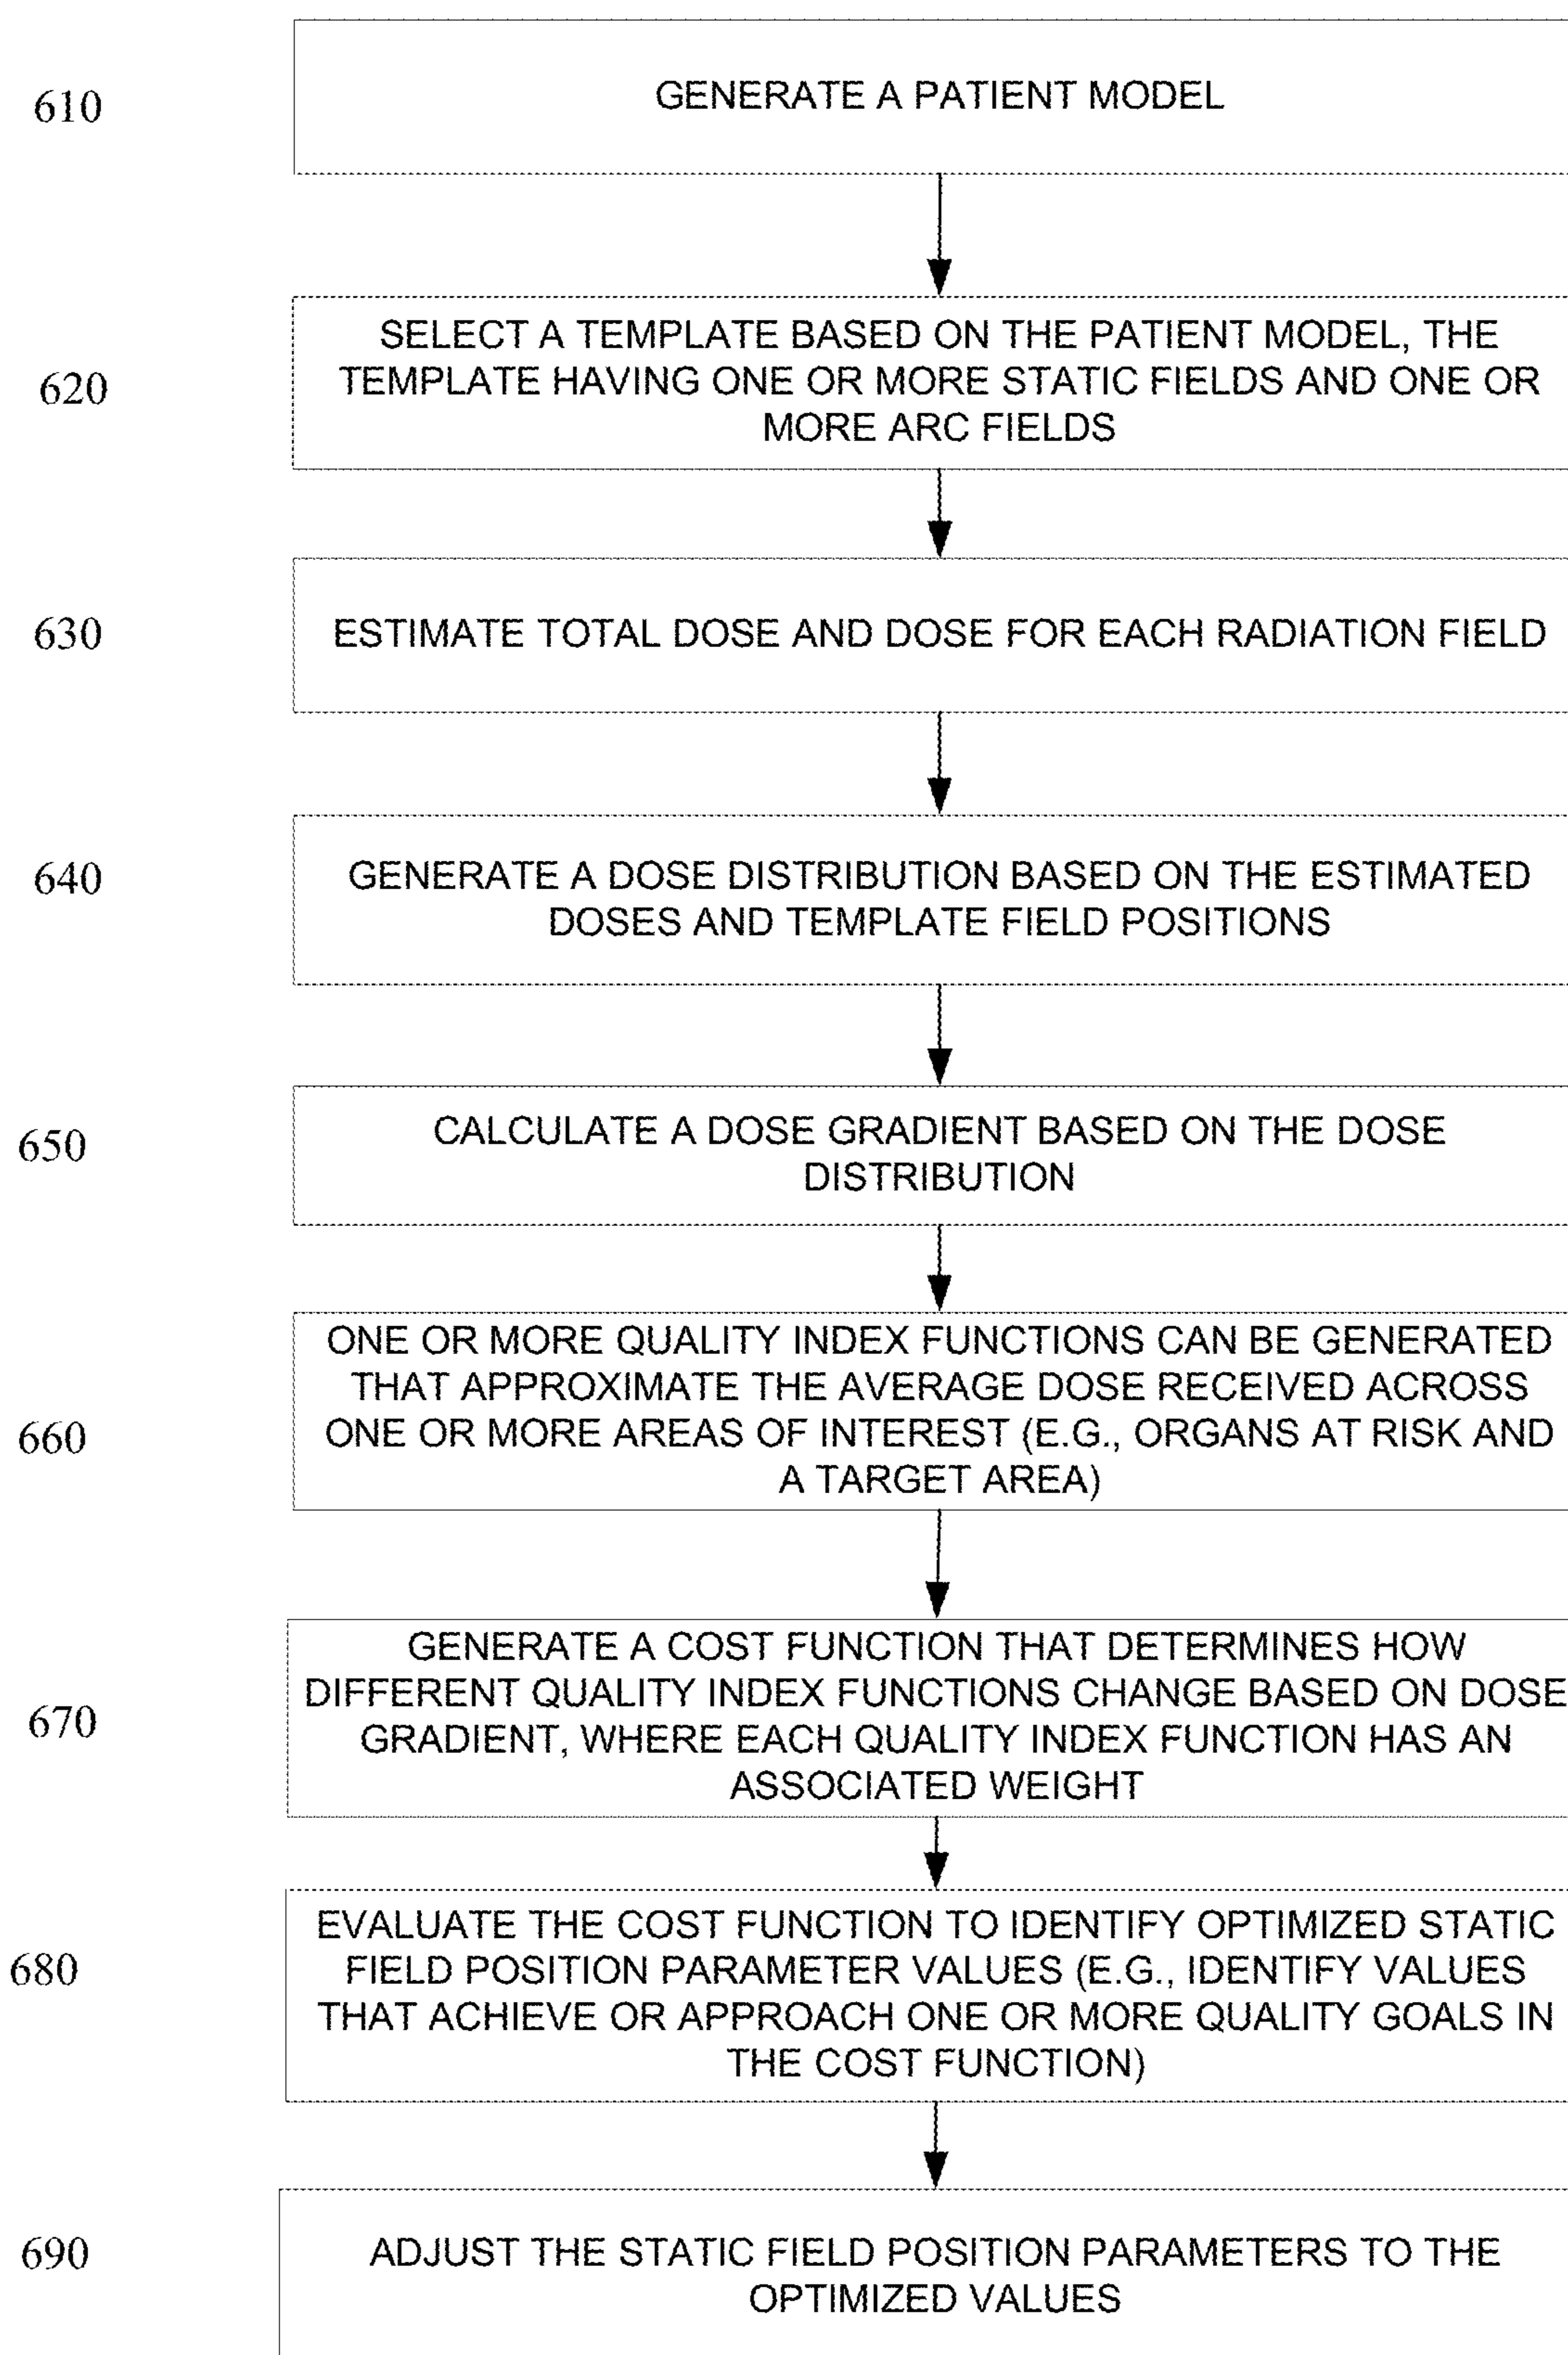 610
GENERATE A PATIENT MODEL
620
SELECT A TEMPLATE BASED ON THE PATIENT MODEL, THE
TEMPLATE HAVING ONE OR MORE STATIC FIELDS AND ONE OR
MORE ARC FIELDS
630
ESTIMATE TOTAL DOSE AND DOSE FOR EACH RADIATION FIELD
640
GENERATE A DOSE DISTRIBUTION BASED ON THE ESTIMATED
DOSES AND TEMPLATE FIELD POSITIONS
650
CALCULATE A DOSE GRADIENT BASED ON THE DOSE
DISTRIBUTION
660
ONE OR MORE QUALITY INDEX FUNCTIONS CAN BE GENERATED
THAT APPROXIMATE THE AVERAGE DOSE RECEIVED ACROSS
ONE OR MORE AREAS OF INTEREST (E.G., ORGANS AT RISK AND
A TARGET AREA)
670
GENERATE A COST FUNCTION THAT DETERMINES HOW
DIFFERENT QUALITY INDEX FUNCTIONS CHANGE BASED ON DOSE
GRADIENT, WHERE EACH QUALITY INDEX FUNCTION HAS AN
ASSOCIATED WEIGHT
680
EVALUATE THE COST FUNCTION TO IDENTIFY OPTIMIZED STATIC
FIELD POSITION PARAMETER VALUES (E.G., IDENTIFY VALUES
THAT ACHIEVE OR APPROACH ONE OR MORE QUALITY GOALS IN
THE COST FUNCTION)
690
ADJUST THE STATIC FIELD POSITION PARAMETERS TO THE
OPTIMIZED VALUES